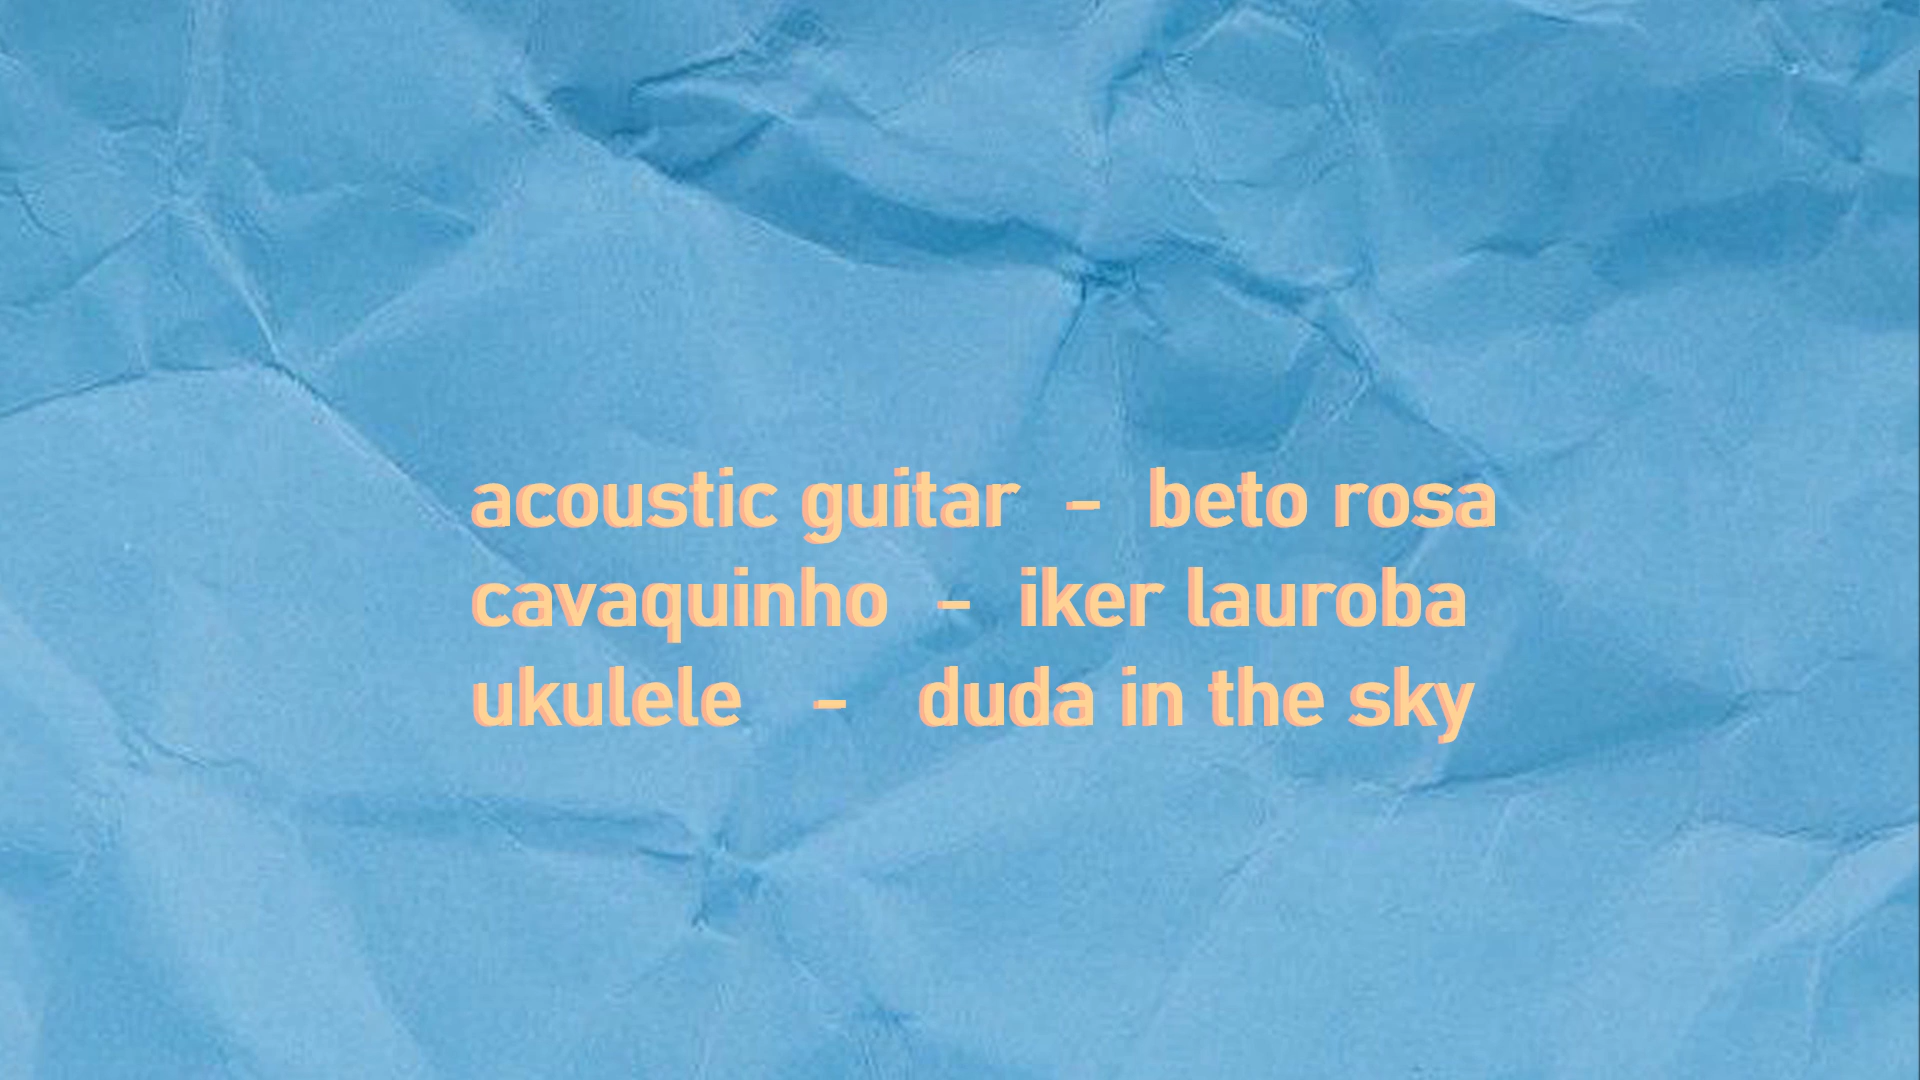 acoustic guitar - beto rosa
cavaquinho - iker lauroba
ukulele - duda in the sky